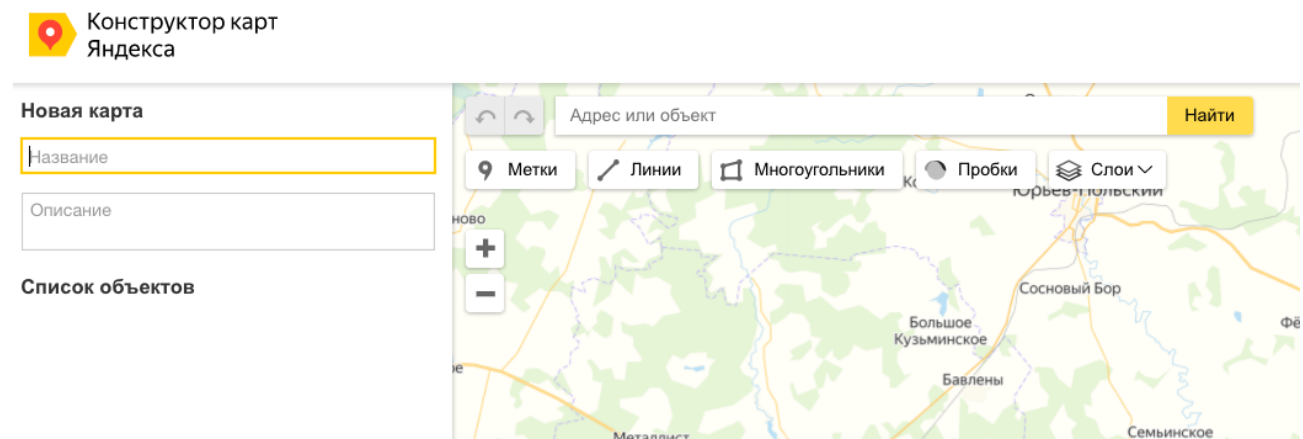 Конструктор карт
Яндекса
Новая карта
Название
Описание
Список объектов
Адрес или объект
Найти
Метки
Линии
Многоугольники
Пробки
Слои
Юрьев-Польский
Сосновый Бор
Большое
Кузьминское
Бавлены
Металлист
Семьинское